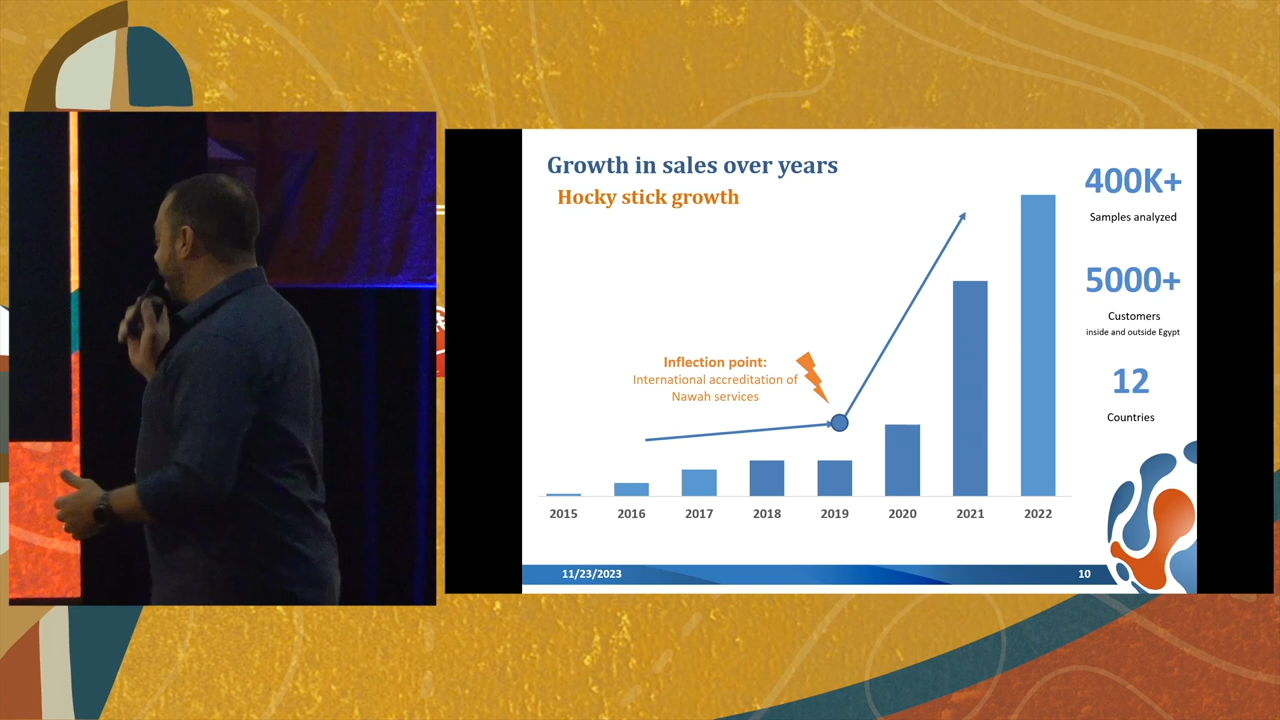 Growth in sales over years
Hocky stick growth
400K+
Samples analyzed
5000+
Customers
inside and outside Egypt
12
Countries
Inflection point:
International accreditation of
Nawah services
2015 2016 2017 2018 2019 2020 2021 2022
11/23/2023
10